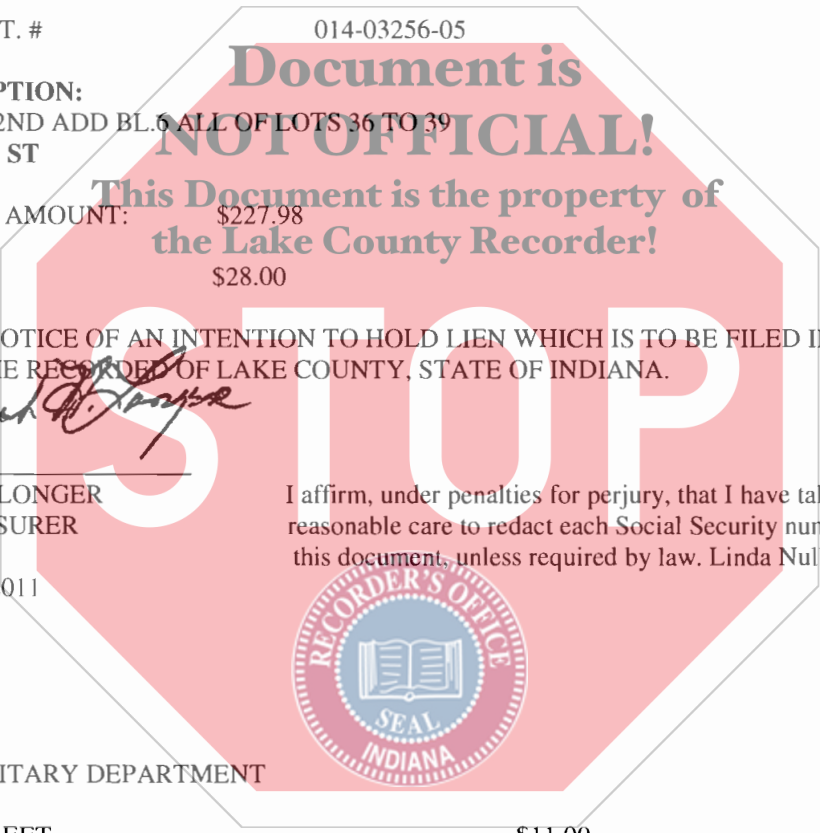 T. # 014-03256-05
Document is
PTION:
2ND ADD BL.6 ALL OF LOTS 36 TO 39
NOT OFFICIAL!
ST
This Document is the property of
AMOUNT: $227.98
the Lake County Recorder!
$28.00
OTICE OF AN INTENTION TO HOLD LIEN WHICH IS TO BE FILED I
E RECORDED OF LAKE COUNTY, STATE OF INDIANA.
STOP
LONGER I affirm, under penalties for perjury, that I have tal
SURER reasonable care to redact each Social Security nun
this document, unless required by law. Linda Nul
011
RECORDER'S OFFICE
SEAL
INDIANA
ITARY DEPARTMENT
EET $11.00